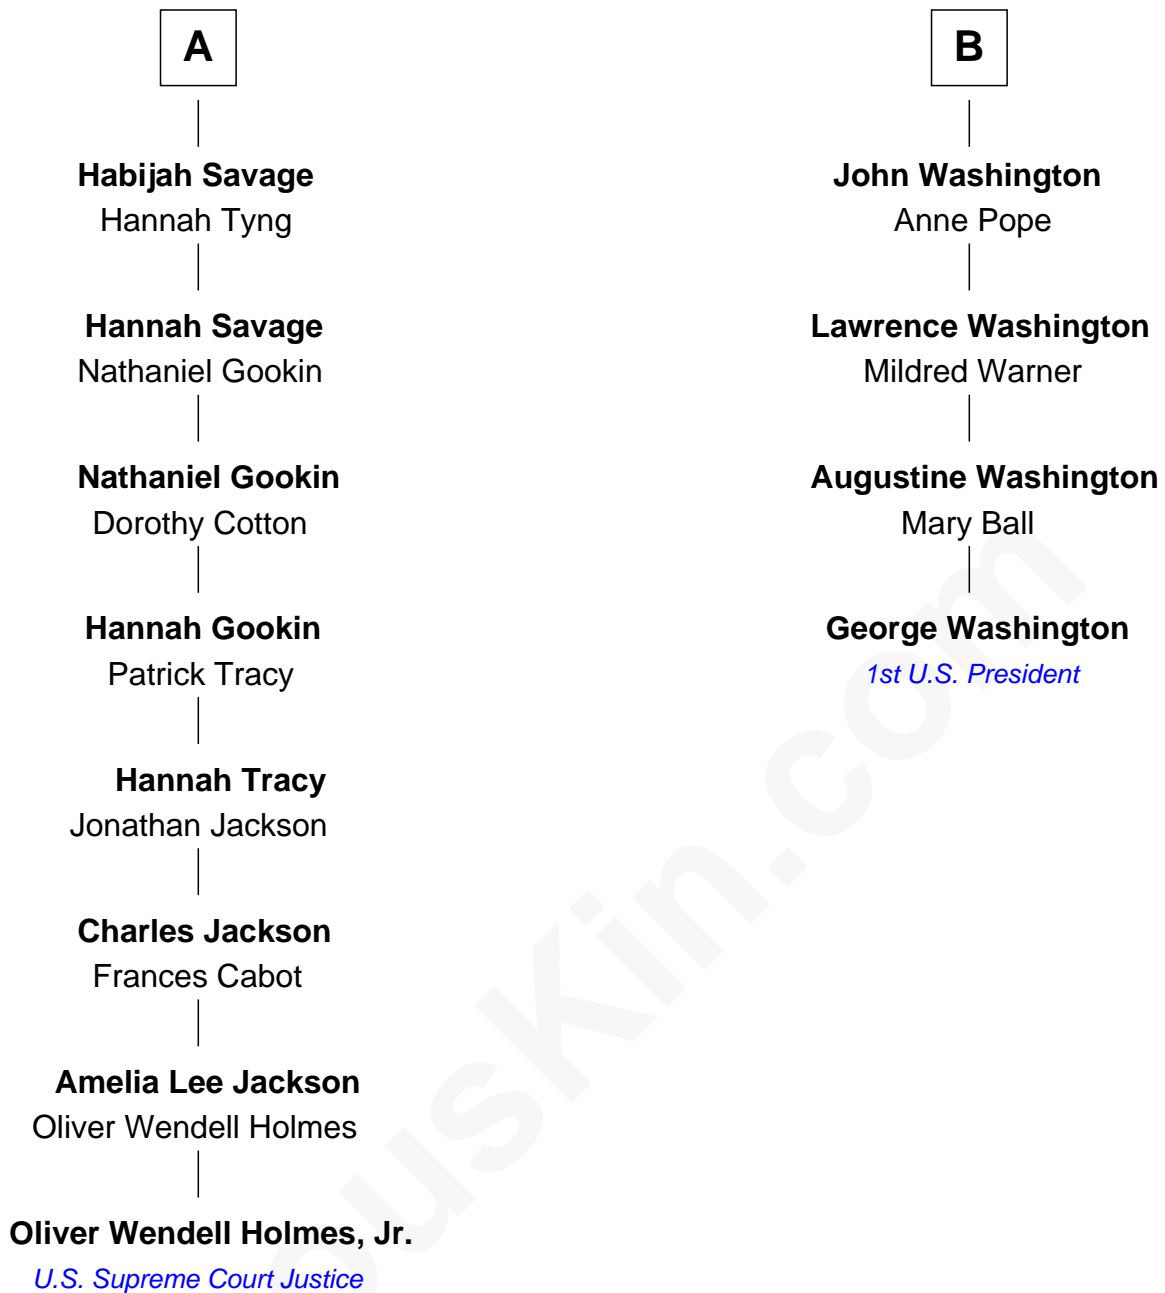 A
Habijah Savage
Hannah Tyng
Hannah Savage
Nathaniel Gookin
Nathaniel Gookin
Dorothy Cotton
Hannah Gookin
Patrick Tracy
Hannah Tracy
Jonathan Jackson
Charles Jackson
Frances Cabot
Amelia Lee Jackson
Oliver Wendell Holmes
Oliver Wendell Holmes, Jr.
U.S. Supreme Court Justice
B
John Washington
Anne Pope
Lawrence Washington
Mildred Warner
Augustine Washington
Mary Ball
George Washington
1st U.S. President
ousKin.com